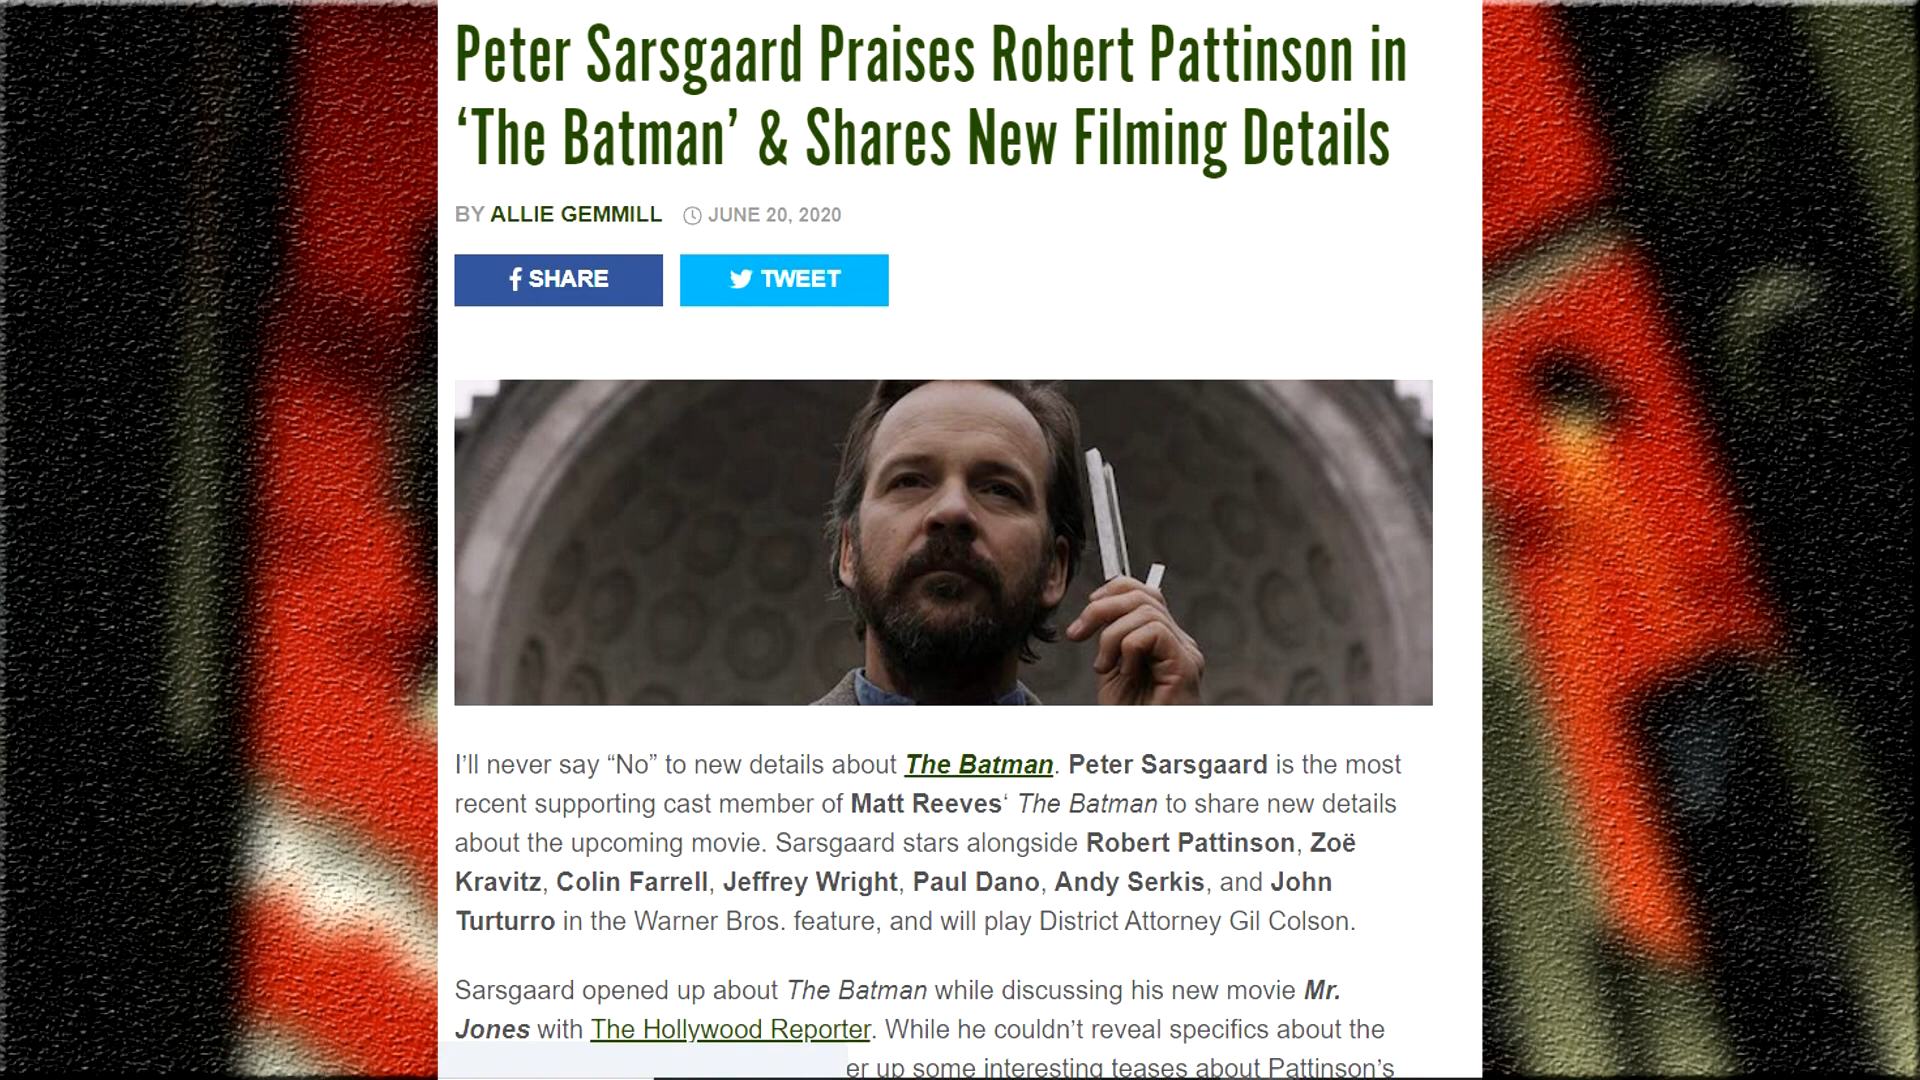 Peter Sarsgaard Praises Robert Pattinson in
‘The Batman’ & Shares New Filming Details
BY ALLIE GEMMILL JUNE 20, 2020
SHARE TWEET
I’ll never say “No” to new details about The Batman. Peter Sarsgaard is the most
recent supporting cast member of Matt Reeves‘ The Batman to share new details
about the upcoming movie. Sarsgaard stars alongside Robert Pattinson, Zoë
Kravitz, Colin Farrell, Jeffrey Wright, Paul Dano, Andy Serkis, and John
Turturro in the Warner Bros. feature, and will play District Attorney Gil Colson.
Sarsgaard opened up about The Batman while discussing his new movie Mr.
Jones with The Hollywood Reporter. While he couldn’t reveal specifics about the
er up some interesting teases about Pattinson’s